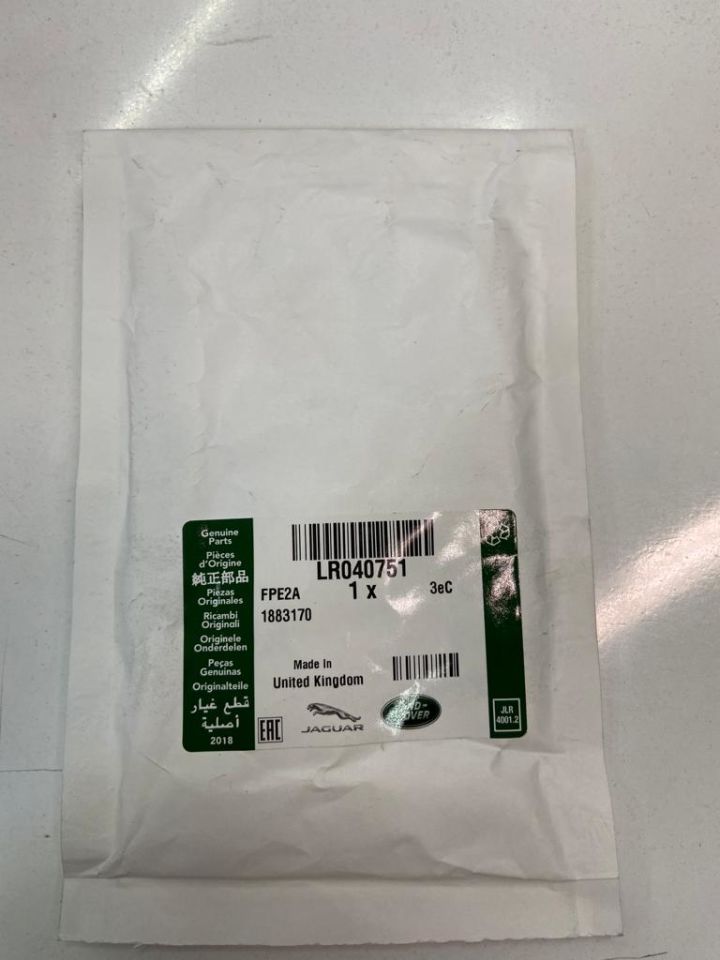 Genuine
Parts
Pièces
d'Origine
純正部品
Piezas
Originales
Ricambi
Originali
Originele
Onderdelen
Peças
Genuinas
Originalteile
قطع غيار
أصلية
2018
LR040751
1 x
3eC
FPE2A
1883170
Made in
United Kingdom
EAC
JAGUAR
LAND-
ROVER
JLR
4001.2